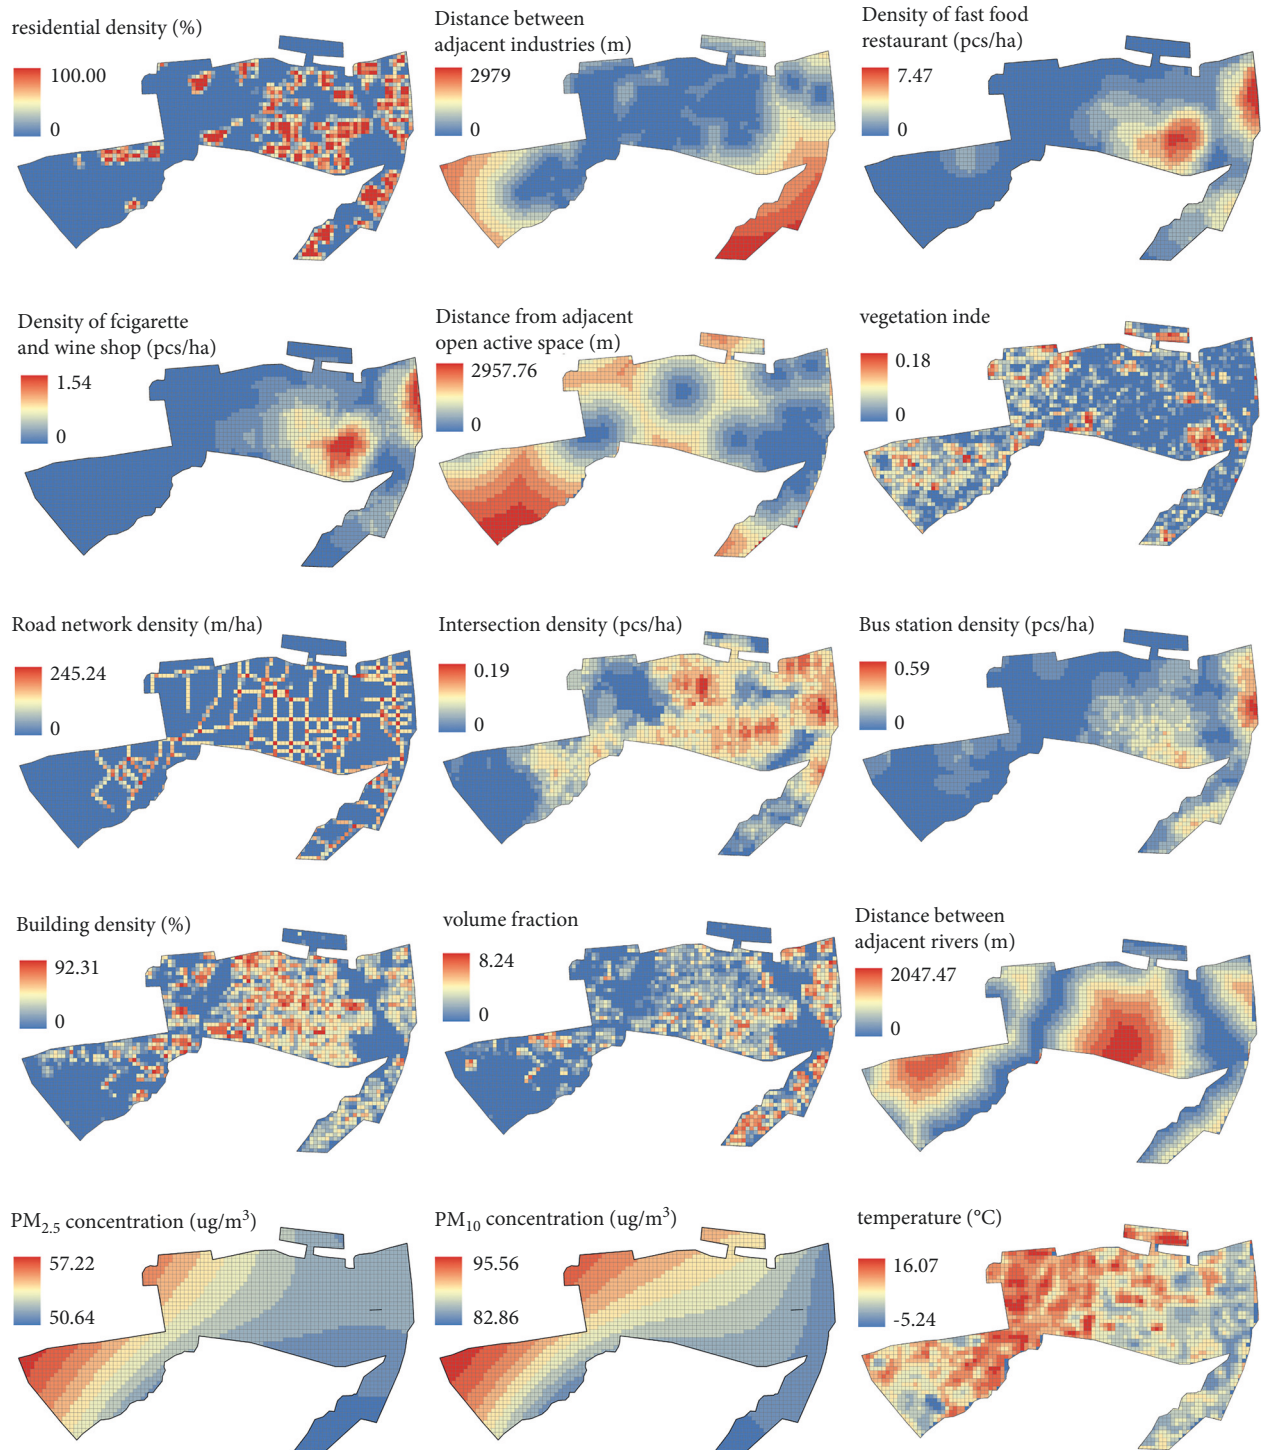 residential density (%)
100.00
0
Distance between
adjacent industries (m)
2979
0
Density of fast food
restaurant (pcs/ha)
7.47
0
Density of fcigarette
and wine shop (pcs/ha)
1.54
0
Distance from adjacent
open active space (m)
2957.76
0
vegetation inde
0.18
0
Road network density (m/ha)
245.24
0
Intersection density (pcs/ha)
0.19
0
Bus station density (pcs/ha)
0.59
0
Building density (%)
92.31
0
volume fraction
8.24
0
Distance between
adjacent rivers (m)
2047.47
0
PM2.5 concentration (ug/m³)
57.22
50.64
PM10 concentration (ug/m³)
95.56
82.86
temperature (°C)
16.07
-5.24